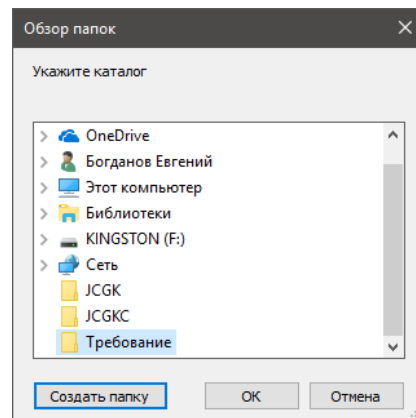 Обзор папок
Укажите каталог
OneDrive
Богданов Евгений
Этот компьютер
Библиотеки
KINGSTON (F:)
Сеть
JCGK
JCGKC
Требование
Создать папку
OK
Отмена